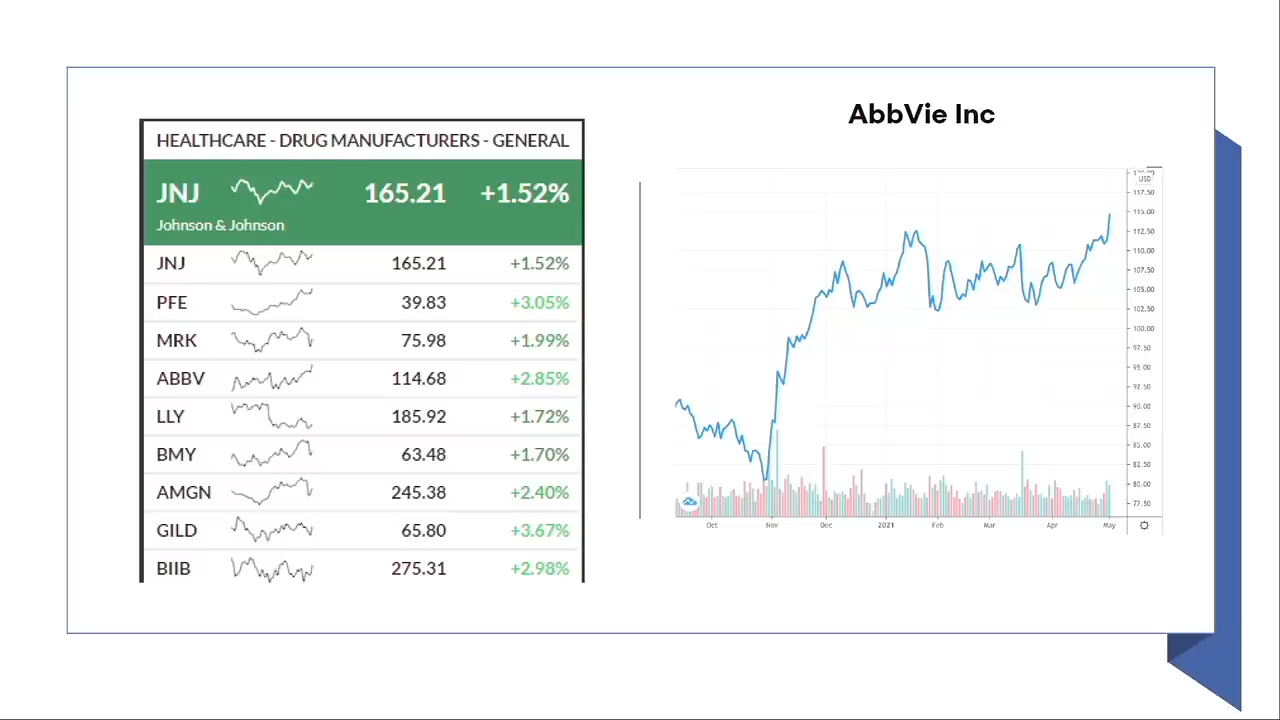 AbbVie Inc
HEALTHCARE - DRUG MANUFACTURERS - GENERAL
JNJ 165.21 +1.52%
Johnson & Johnson
JNJ 165.21 +1.52%
PFE 39.83 +3.05%
MRK 75.98 +1.99%
ABBV 114.68 +2.85%
LLY 185.92 +1.72%
BMY 63.48 +1.70%
AMGN 245.38 +2.40%
GILD 65.80 +3.67%
BIIB 275.31 +2.98%
USD
117.50
115.00
112.50
110.00
107.50
105.00
102.50
100.00
97.50
95.00
92.50
90.00
87.50
85.00
82.50
80.00
77.50
Oct Nov Dec 2021 Feb Mar Apr May